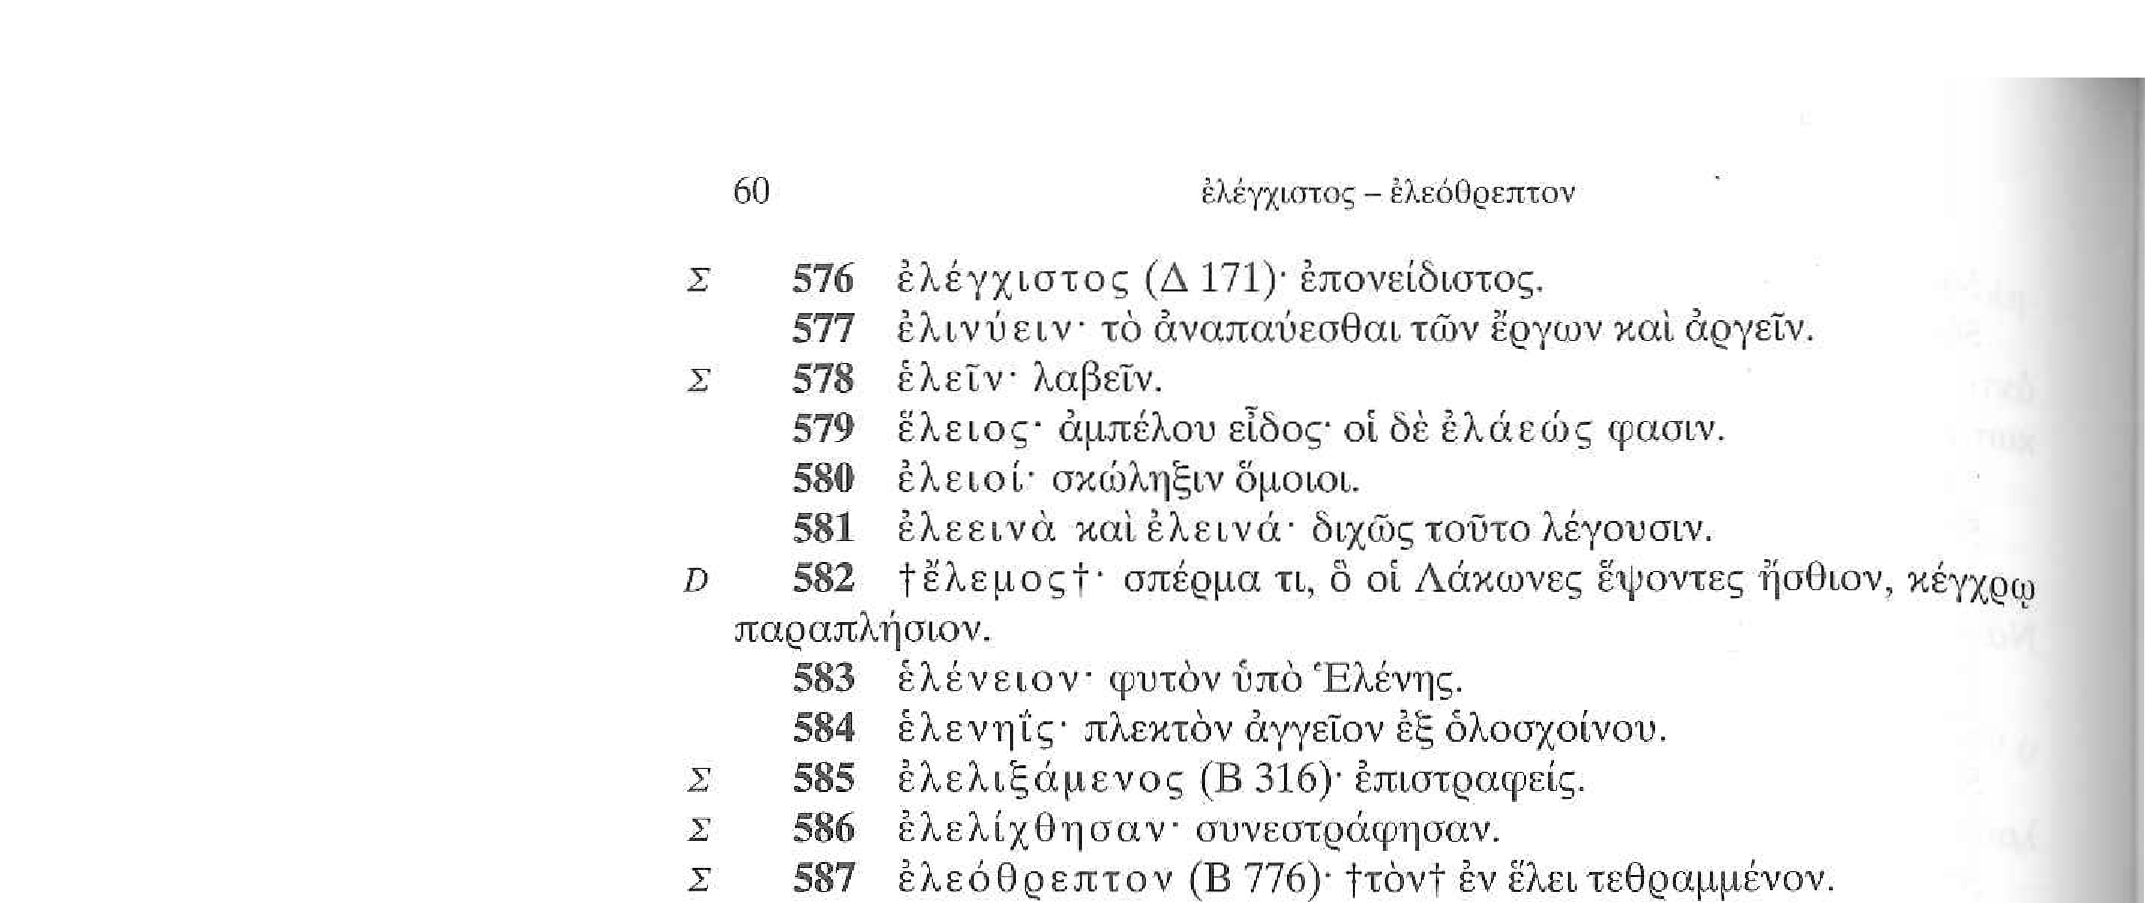 60 ἐλέγχιστος – ἐλεόθρεπτον
Σ 576 ἐλέγχιστος (Δ 171)· ἐπονείδιστος.
577 ἐλινύειν· τὸ ἀναπαύεσθαι τῶν ἔργων καὶ ἀργεῖν.
Σ 578 ἑλεῖν· λαβεῖν.
579 ἕλειος· ἀμπέλου εἶδος· οἱ δὲ ἐλάεώς φασιν.
580 ἐλειοί· σκώληξιν ὅμοιοι.
581 ἐλεεινὰ καὶ ἐλεινά· διχῶς τοῦτο λέγουσιν.
D 582 †ἔλεμος†· σπέρμα τι, ὃ οἱ Λάκωνες ἕψοντες ἤσθιον, κέγχρῳ
παραπλήσιον.
583 ἑλένειον· φυτὸν ὑπὸ Ἑλένης.
584 ἑλενηΐς· πλεκτὸν ἀγγεῖον ἐξ ὁλοσχοίνου.
Σ 585 ἐλελιξάμενος (Β 316)· ἐπιστραφείς.
Σ 586 ἐλελίχθησαν· συνεστράφησαν.
Σ 587 ἐλεόθρεπτον (Β 776)· †τὸν† ἐν ἕλει τεθραμμένον.